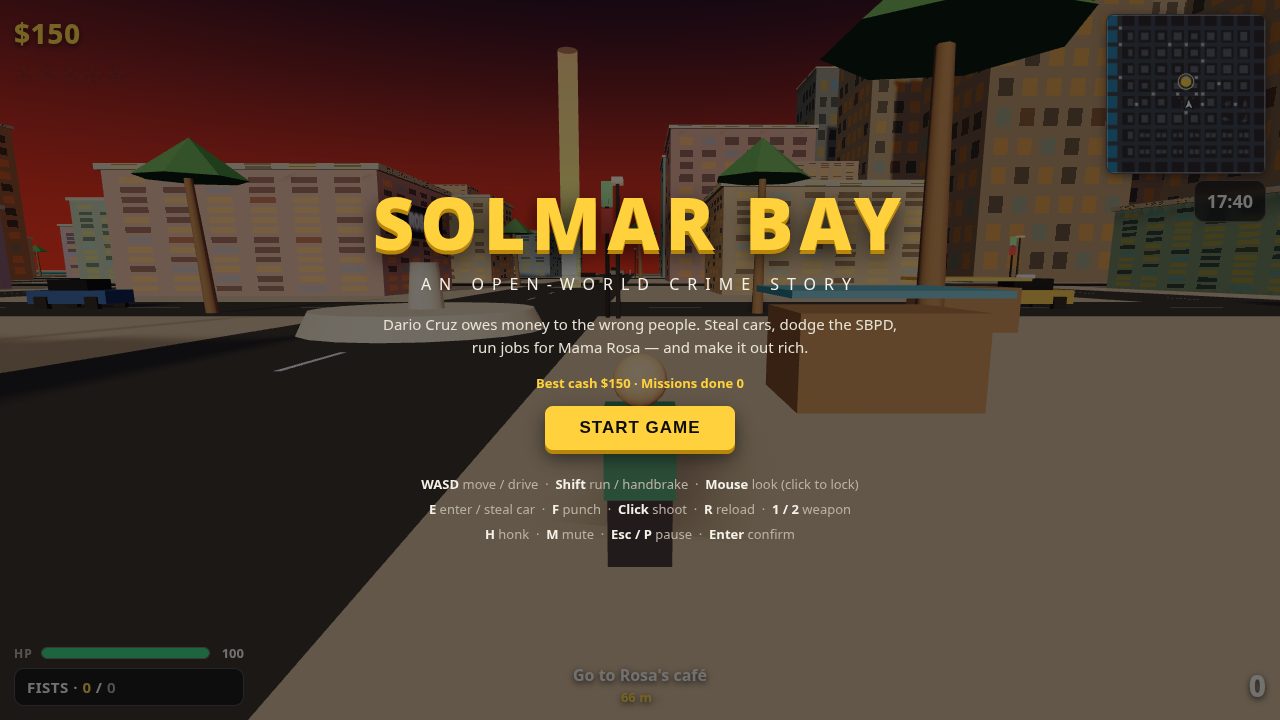 $150
17:40
SOLMAR BAY
AN OPEN-WORLD CRIME STORY
Dario Cruz owes money to the wrong people. Steal cars, dodge the SBPD,
run jobs for Mama Rosa — and make it out rich.
Best cash $150 · Missions done 0
START GAME
WASD move / drive · Shift run / handbrake · Mouse look (click to lock)
E enter / steal car · F punch · Click shoot · R reload · 1 / 2 weapon
H honk · M mute · Esc / P pause · Enter confirm
HP 100
FISTS · 0 / 0
Go to Rosa's café
66 m
0